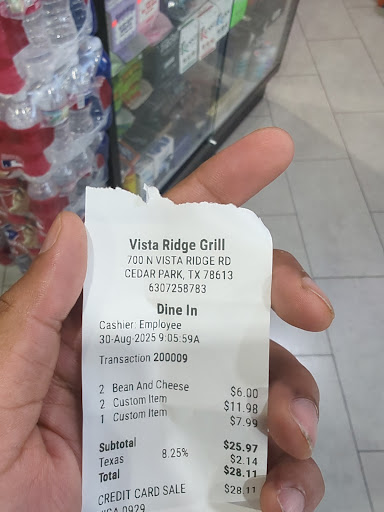 Vista Ridge Grill
700 N VISTA RIDGE RD
CEDAR PARK, TX 78613
6307258783
Dine In
Cashier: Employee
30-Aug-2025 9:05:59A
Transaction 200009
2 Bean And Cheese $6.00
2 Custom Item $11.98
1 Custom Item $7.99
Subtotal $25.97
Texas 8.25% $2.14
Total $28.11
CREDIT CARD SALE $28.11
0929